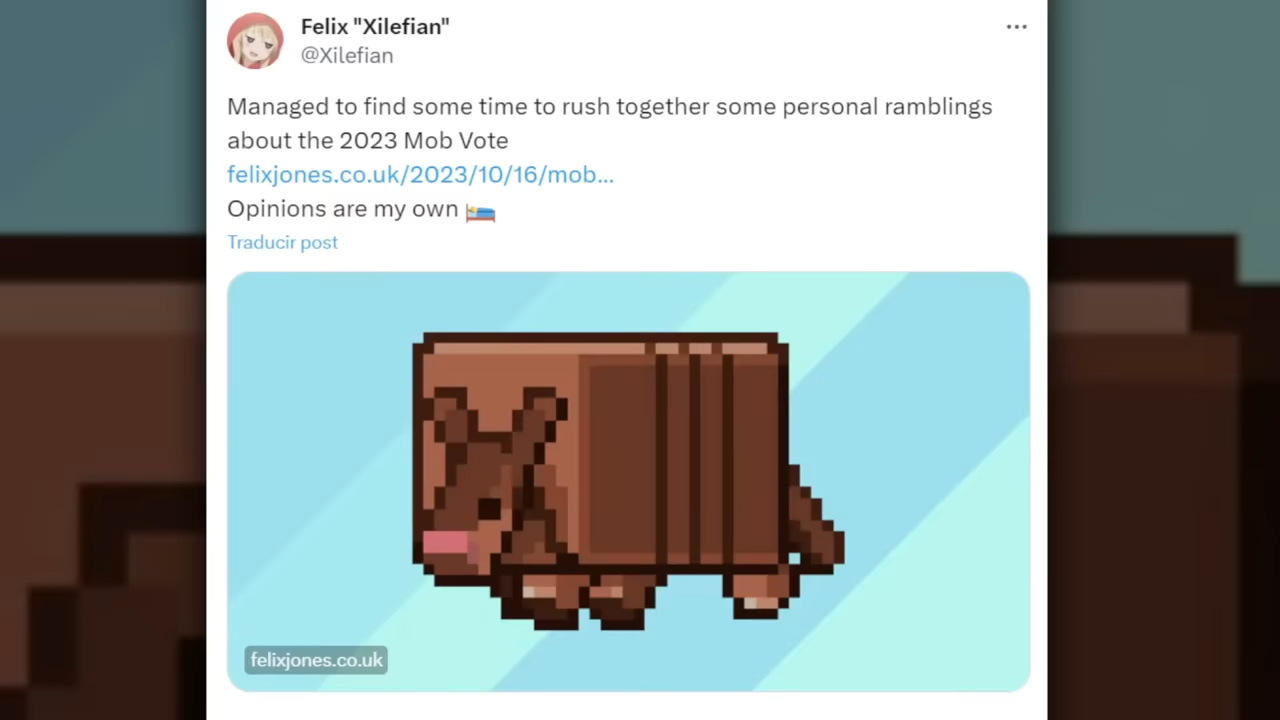 Felix "Xilefian"
@Xilefian
Managed to find some time to rush together some personal ramblings
about the 2023 Mob Vote
felixjones.co.uk/2023/10/16/mob...
Opinions are my own
Traducir post
felixjones.co.uk